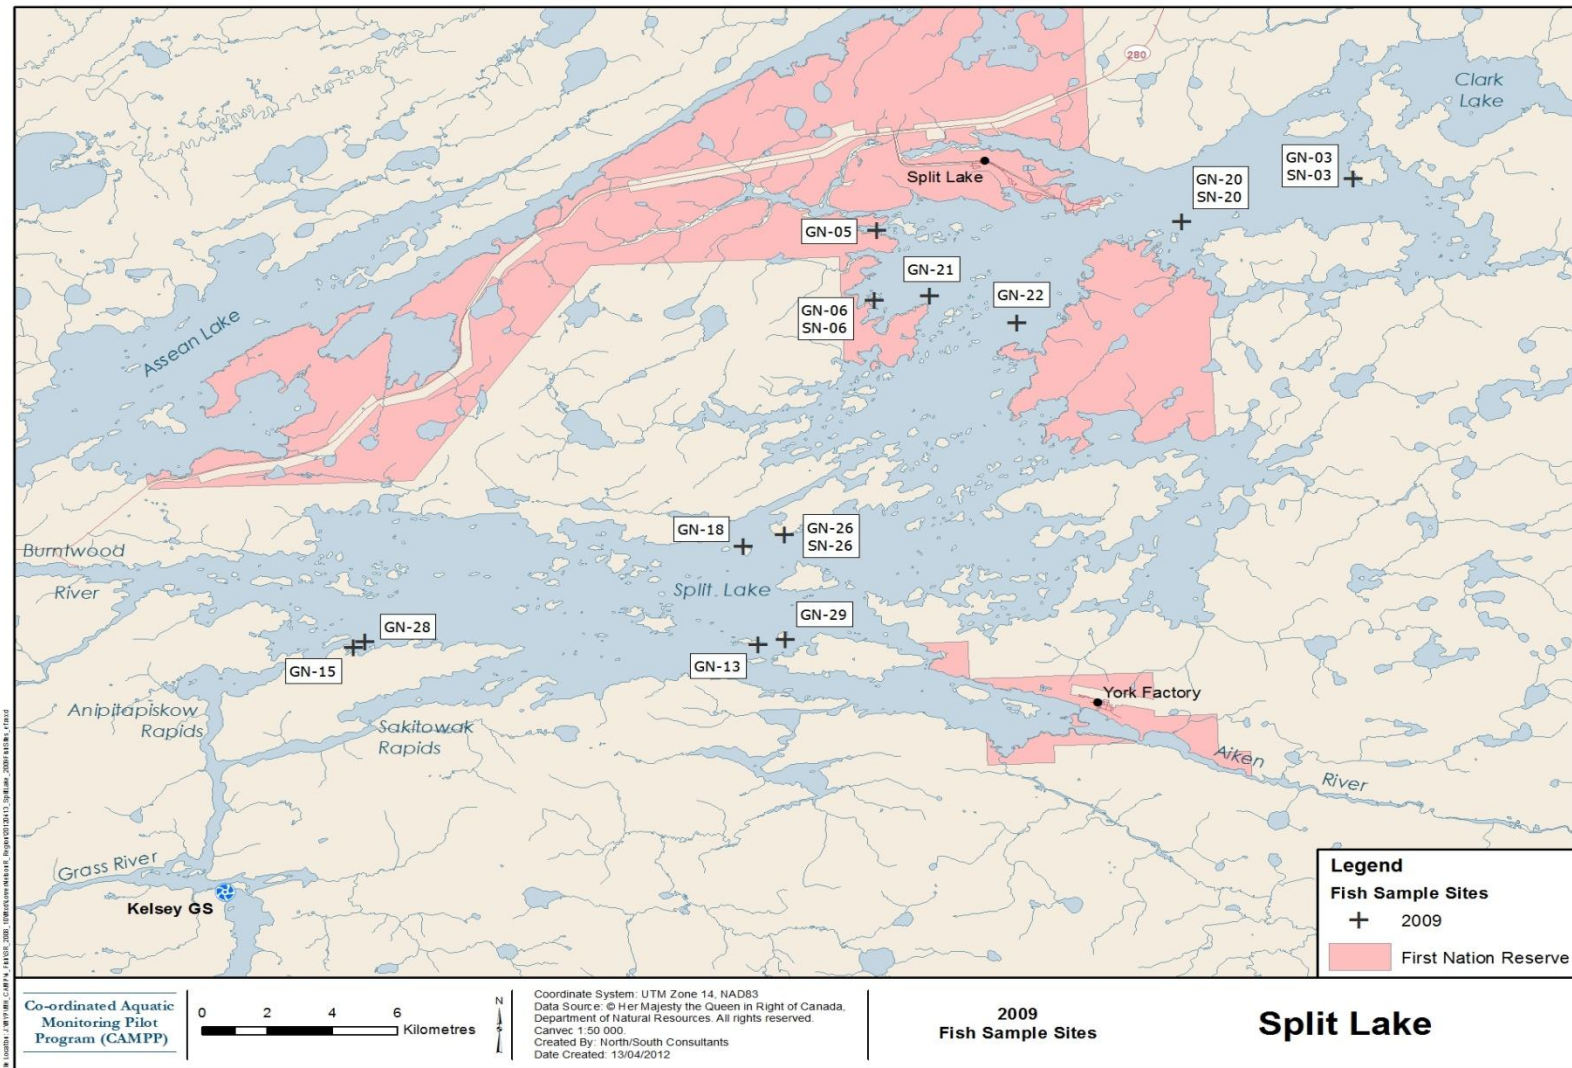 280
Clark
Lake
GN-03
SN-03
GN-20
SN-20
Split Lake
GN-05
GN-21
GN-22
GN-06
SN-06
Assean Lake
GN-18
GN-26
SN-26
Burntwood
River
Split Lake
GN-29
GN-28
GN-13
GN-15
York Factory
Anipitapiskow
Rapids
Sakitowak
Rapids
Aiken
River
Grass River
Kelsey GS
Legend
Fish Sample Sites
2009
First Nation Reserve
Co-ordinated Aquatic
Monitoring Pilot
Program (CAMPP)
0 2 4 6
Kilometres
N
Coordinate System: UTM Zone 14, NAD83
Data Source: © Her Majesty the Queen in Right of Canada,
Department of Natural Resources. All rights reserved.
Canvec 1:50 000.
Created By: North/South Consultants
Date Created: 13/04/2012
2009
Fish Sample Sites
Split Lake